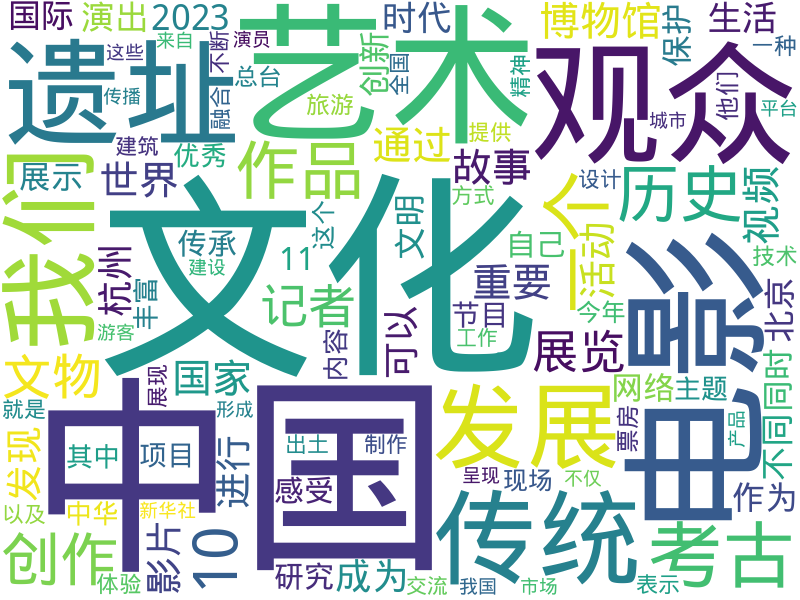 国际
演出
2023
艺术
时代
博物馆
生活
这些
来自
演员
不断
创新
全国
精神
保护
一种
遗址
传播
融合
总台
旅游
观众
他们
平台
城市
建筑
优秀
作品
通过
提供
我们
展示
世界
故事
方式
设计
历史
视频
文化
杭州
传承
这个
文明
11
自己
一个
活动
技术
丰富
建设
记者
重要
电影
北京
游客
内容
可以
节目
工作
今年
文物
国家
展览
网络
主题
不同
同时
就是
展现
形成
中国
发展
票房
产品
发现
其中
项目
进行
出土
制作
感受
呈现
现场
不仅
作为
以及
中华
新华社
影片
10
传统
考古
创作
体验
研究
成为
交流
我国
市场
表示